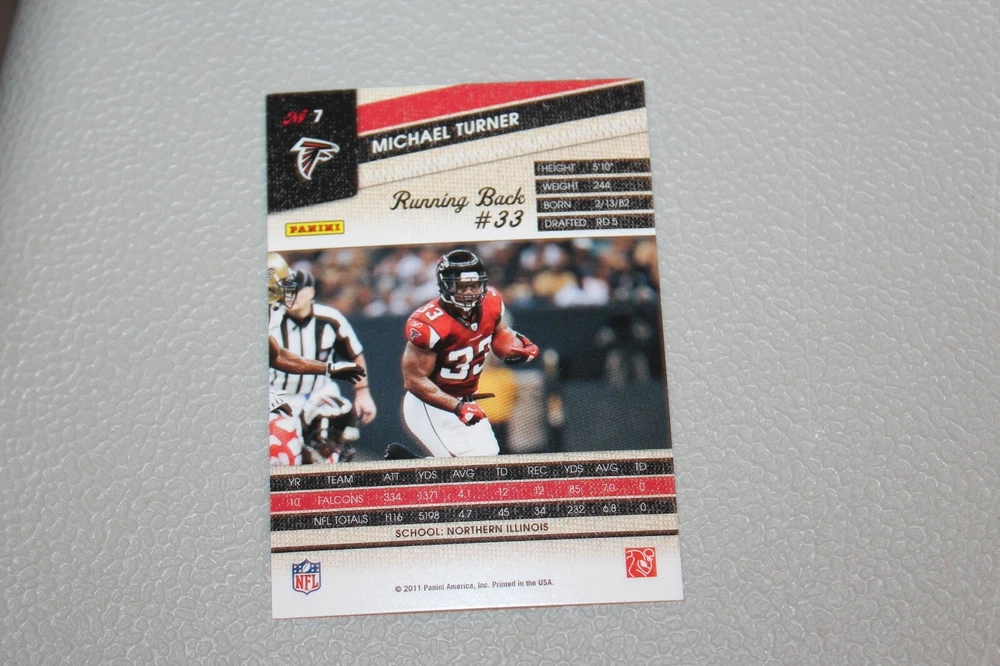 No 7
MICHAEL TURNER
Running Back
#33
PANINI
HEIGHT 5'10"
WEIGHT 244
BORN 2/13/82
DRAFTED RD 5
33
33
YR TEAM ATT YDS AVG TD REC YDS AVG TD
10 FALCONS 334 1371 4.1 12 12 85 7.0 0
NFL TOTALS 1116 5198 4.7 45 34 232 6.8 0
SCHOOL: NORTHERN ILLINOIS
NFL
© 2011 Panini America, Inc. Printed in the USA.